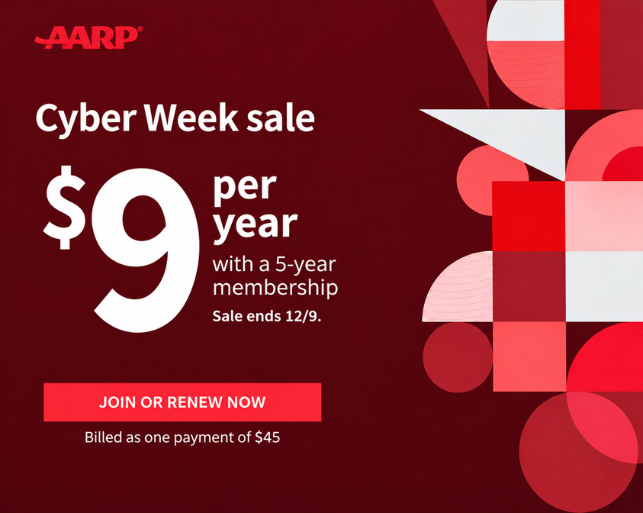 AARP®
Cyber Week sale
$9 per
year
with a 5-year
membership
Sale ends 12/9.
JOIN OR RENEW NOW
Billed as one payment of $45